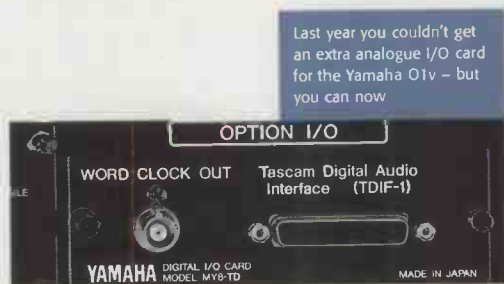 Last year you couldn't get
an extra analogue I/O card
for the Yamaha O1v – but
you can now
OPTION I/O
WORD CLOCK OUT
Tascam Digital Audio
Interface (TDIF-1)
YAMAHA DIGITAL I/O CARD
MODEL MY8-TD
MADE IN JAPAN